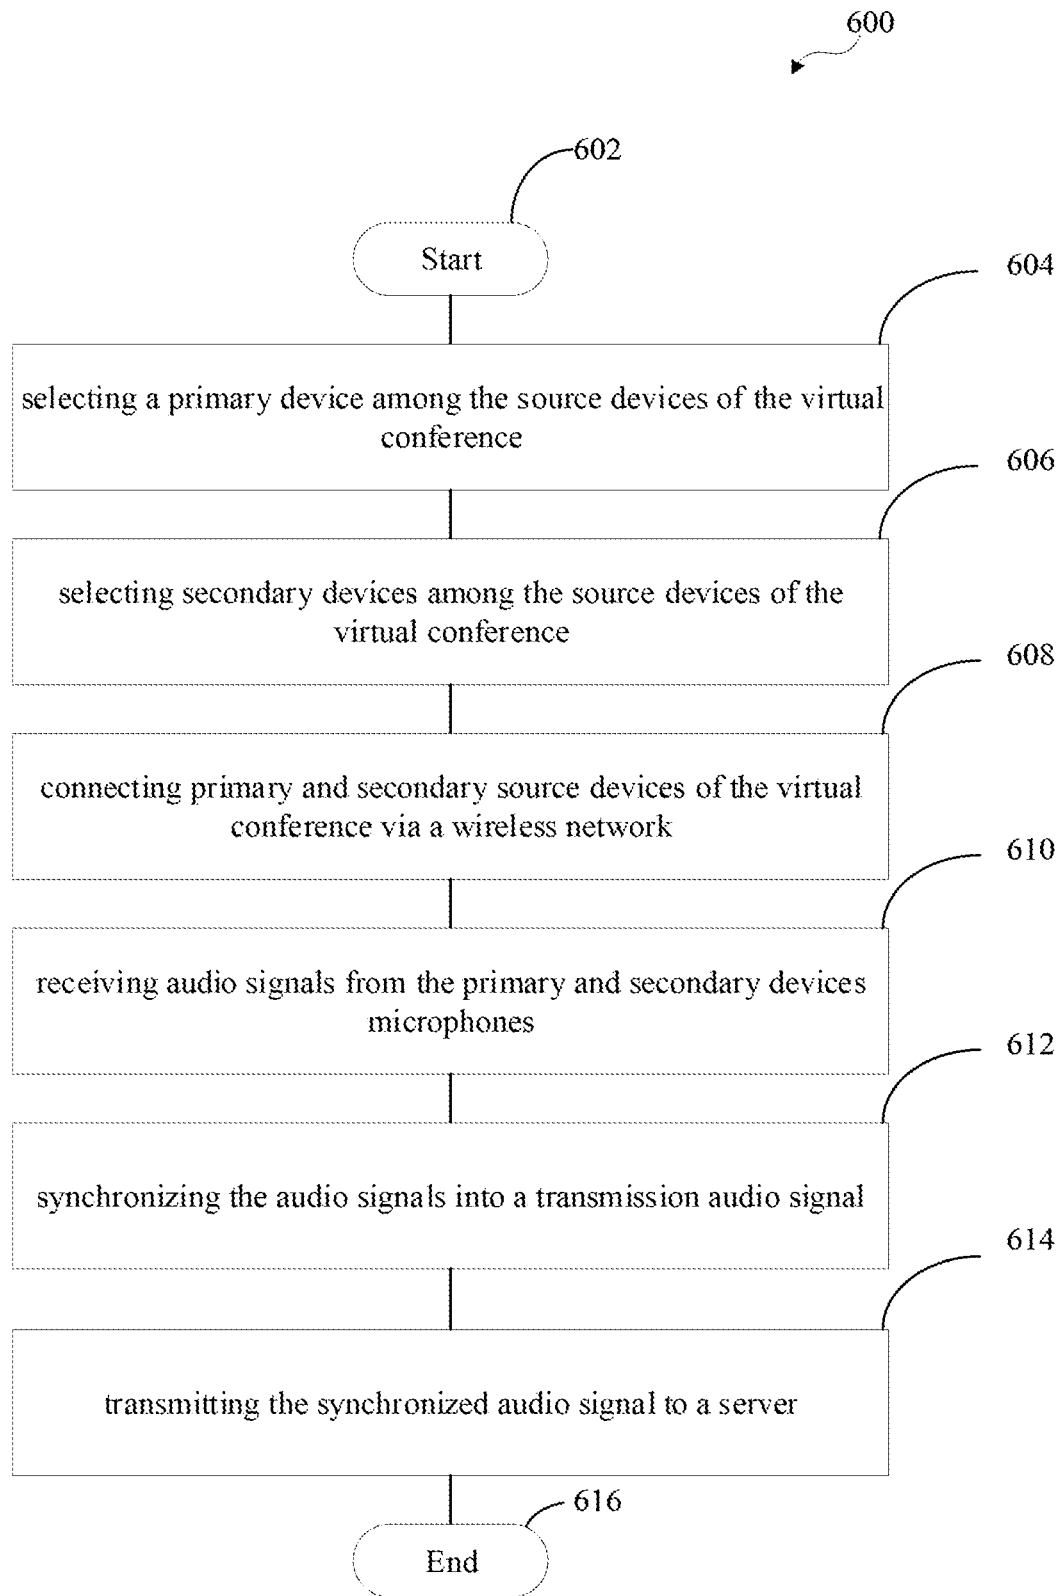 600
602
Start
604
selecting a primary device among the source devices of the virtual
conference
606
selecting secondary devices among the source devices of the
virtual conference
608
connecting primary and secondary source devices of the virtual
conference via a wireless network
610
receiving audio signals from the primary and secondary devices
microphones
612
synchronizing the audio signals into a transmission audio signal
614
transmitting the synchronized audio signal to a server
616
End